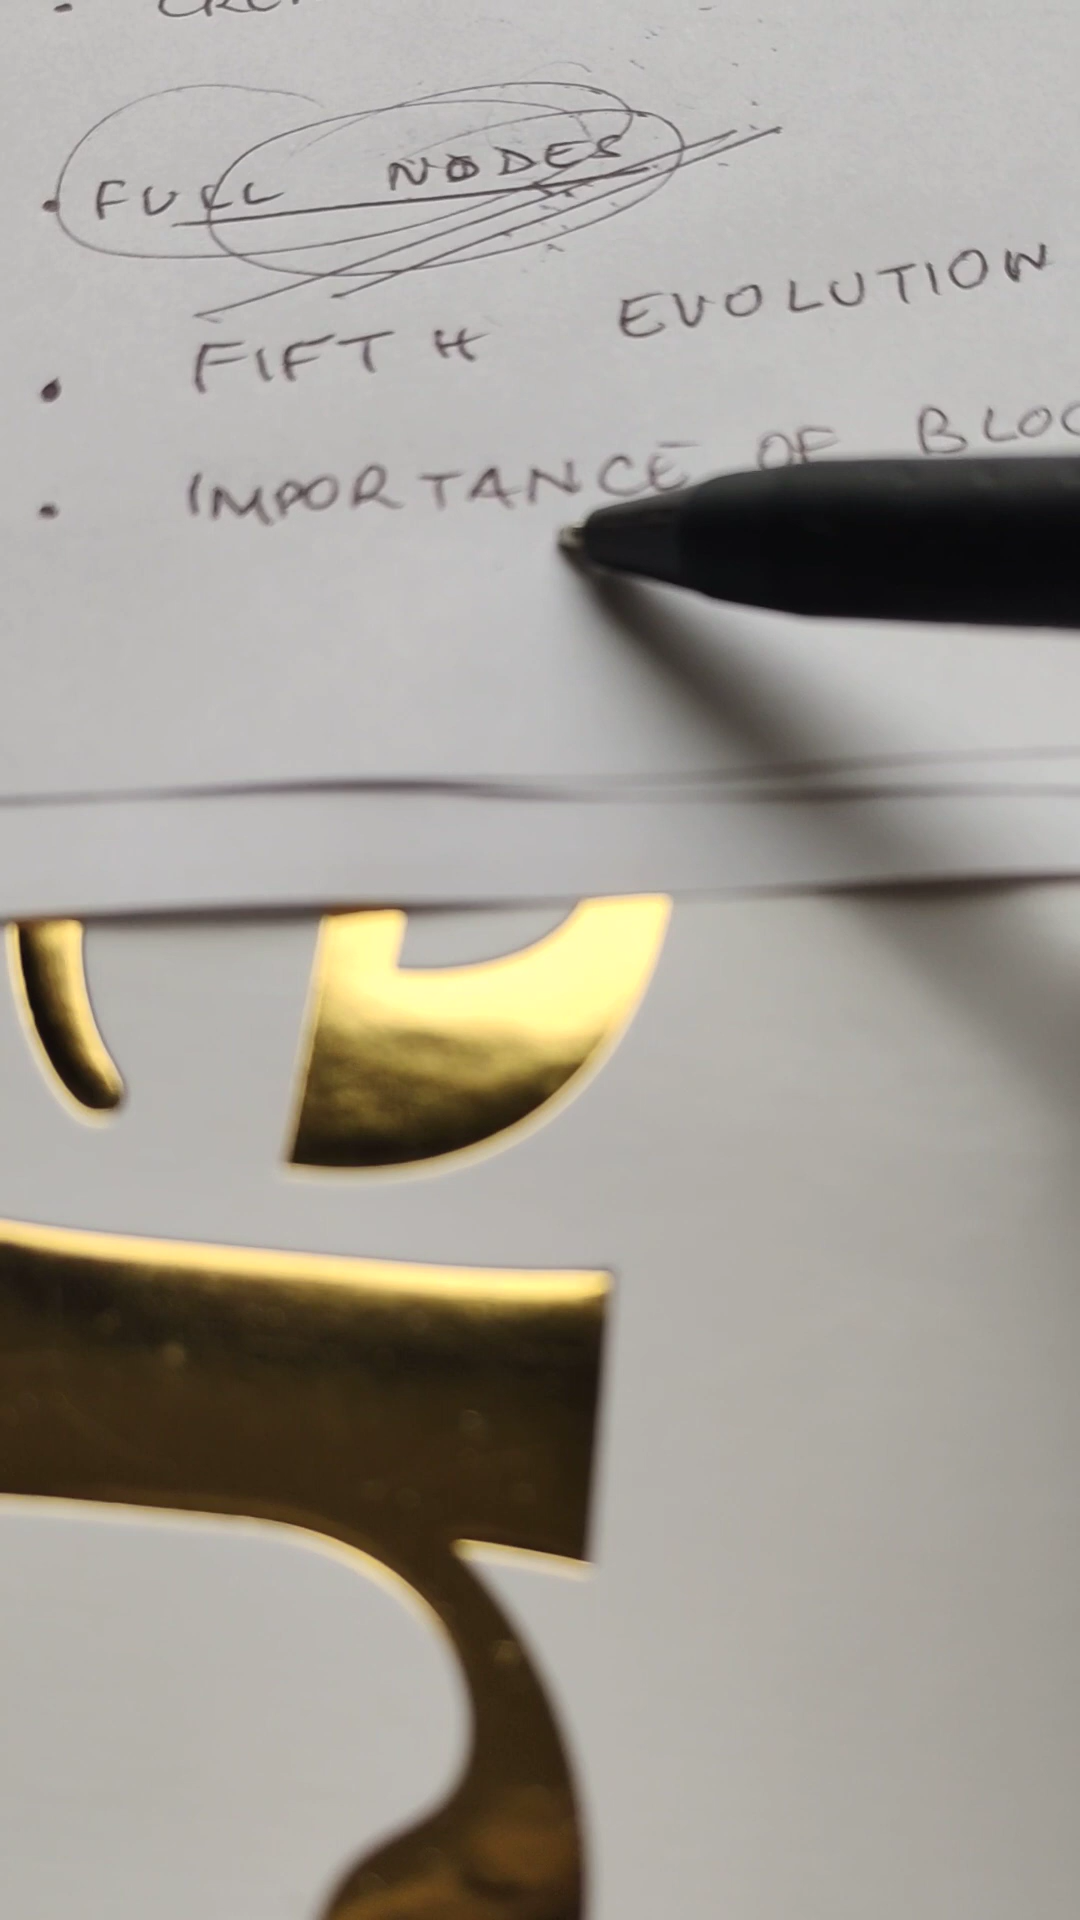 • FULL NODES
• FIFTH EVOLUTION
• IMPORTANCE OF